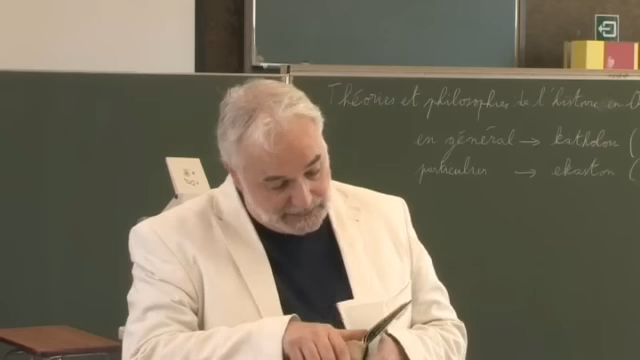 Théories et philosophies de l'histoire en
en général → katholou (
particulier → ekaston (